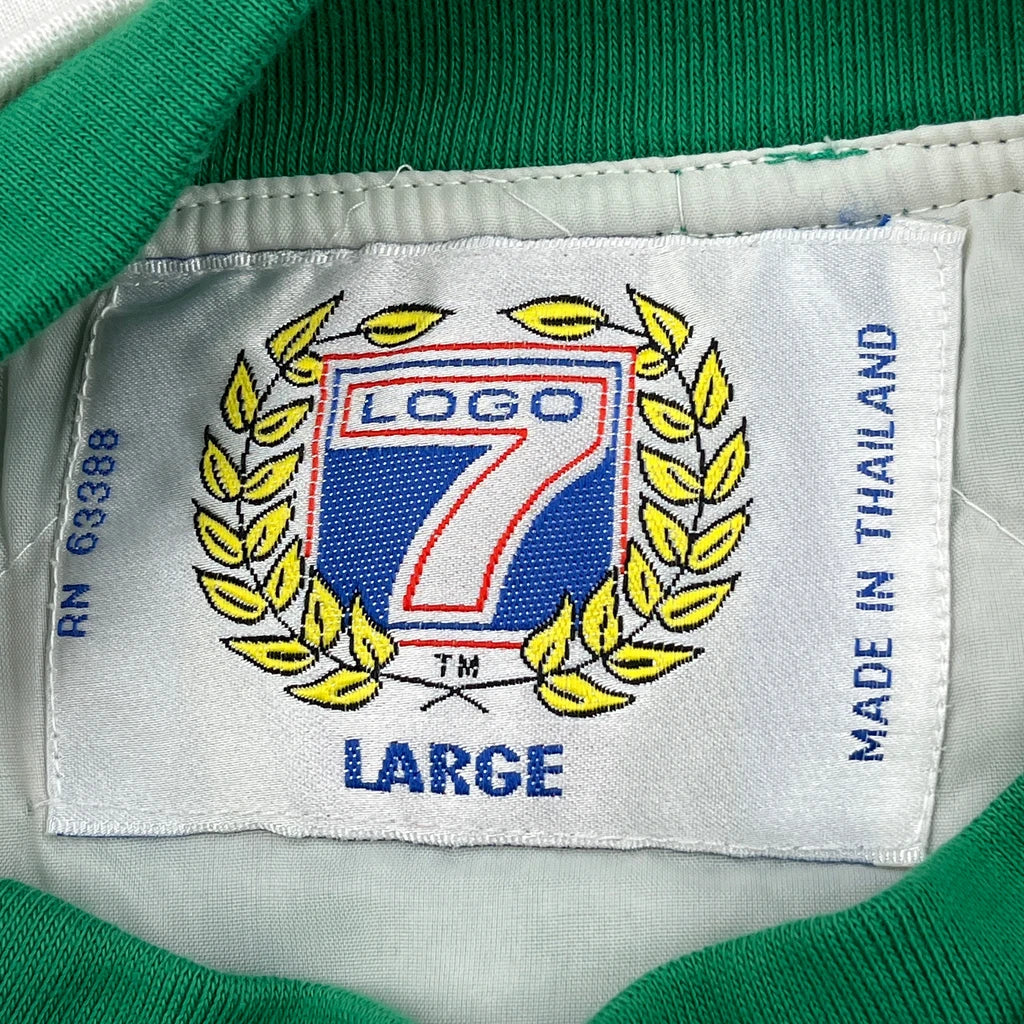 LOGO
7
TM
LARGE
RN 63388
MADE IN THAILAND